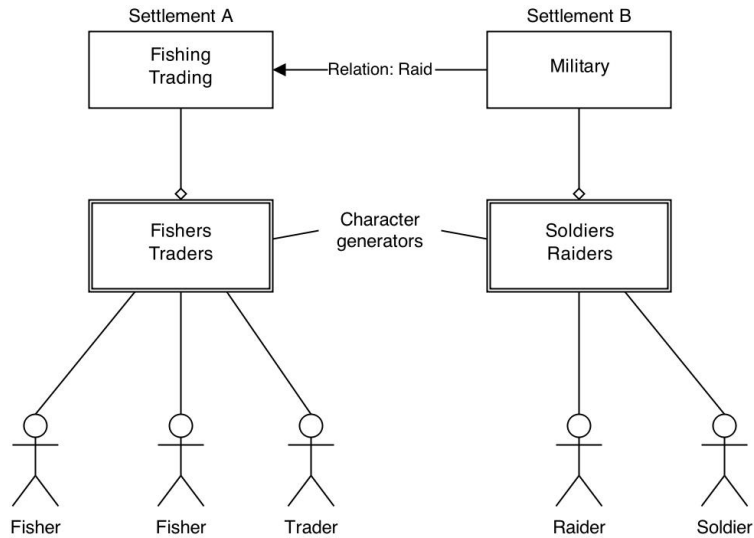 Settlement A
Settlement B
Fishing
Trading
Relation: Raid
Military
Fishers
Traders
Character
generators
Soldiers
Raiders
Fisher
Fisher
Trader
Raider
Soldier